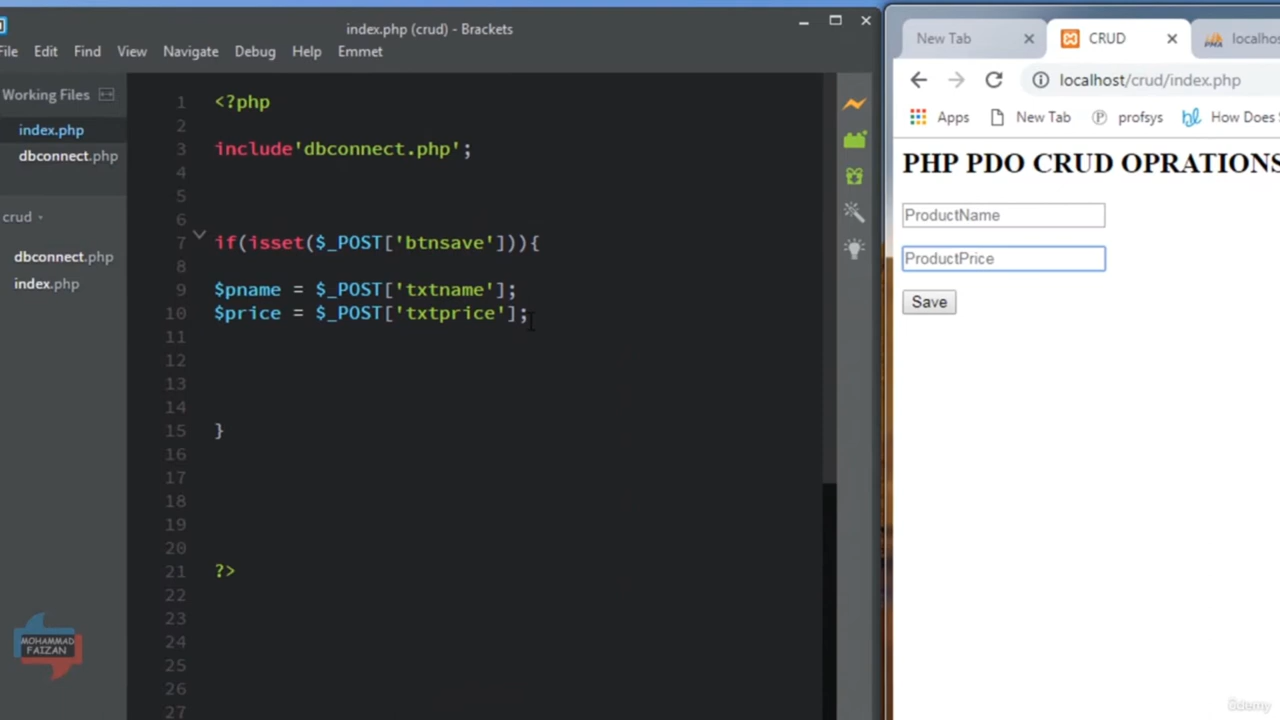 index.php (crud) - Brackets
File Edit Find View Navigate Debug Help Emmet
Working Files
index.php
dbconnect.php
crud
dbconnect.php
index.php
1 <?php
2
3 include'dbconnect.php';
4
5
6
7 if(isset($_POST['btnsave'])){
8
9 $pname = $_POST['txtname'];
10 $price = $_POST['txtprice'];
11
12
13
14
15 }
16
17
18
19
20
21 ?>
22
23
24
25
26
27
MOHAMMAD
FAIZAN
New Tab CRUD localhos
localhost/crud/index.php
Apps New Tab profsys How Does S
PHP PDO CRUD OPRATIONS
ProductName
ProductPrice
Save
ûdemy